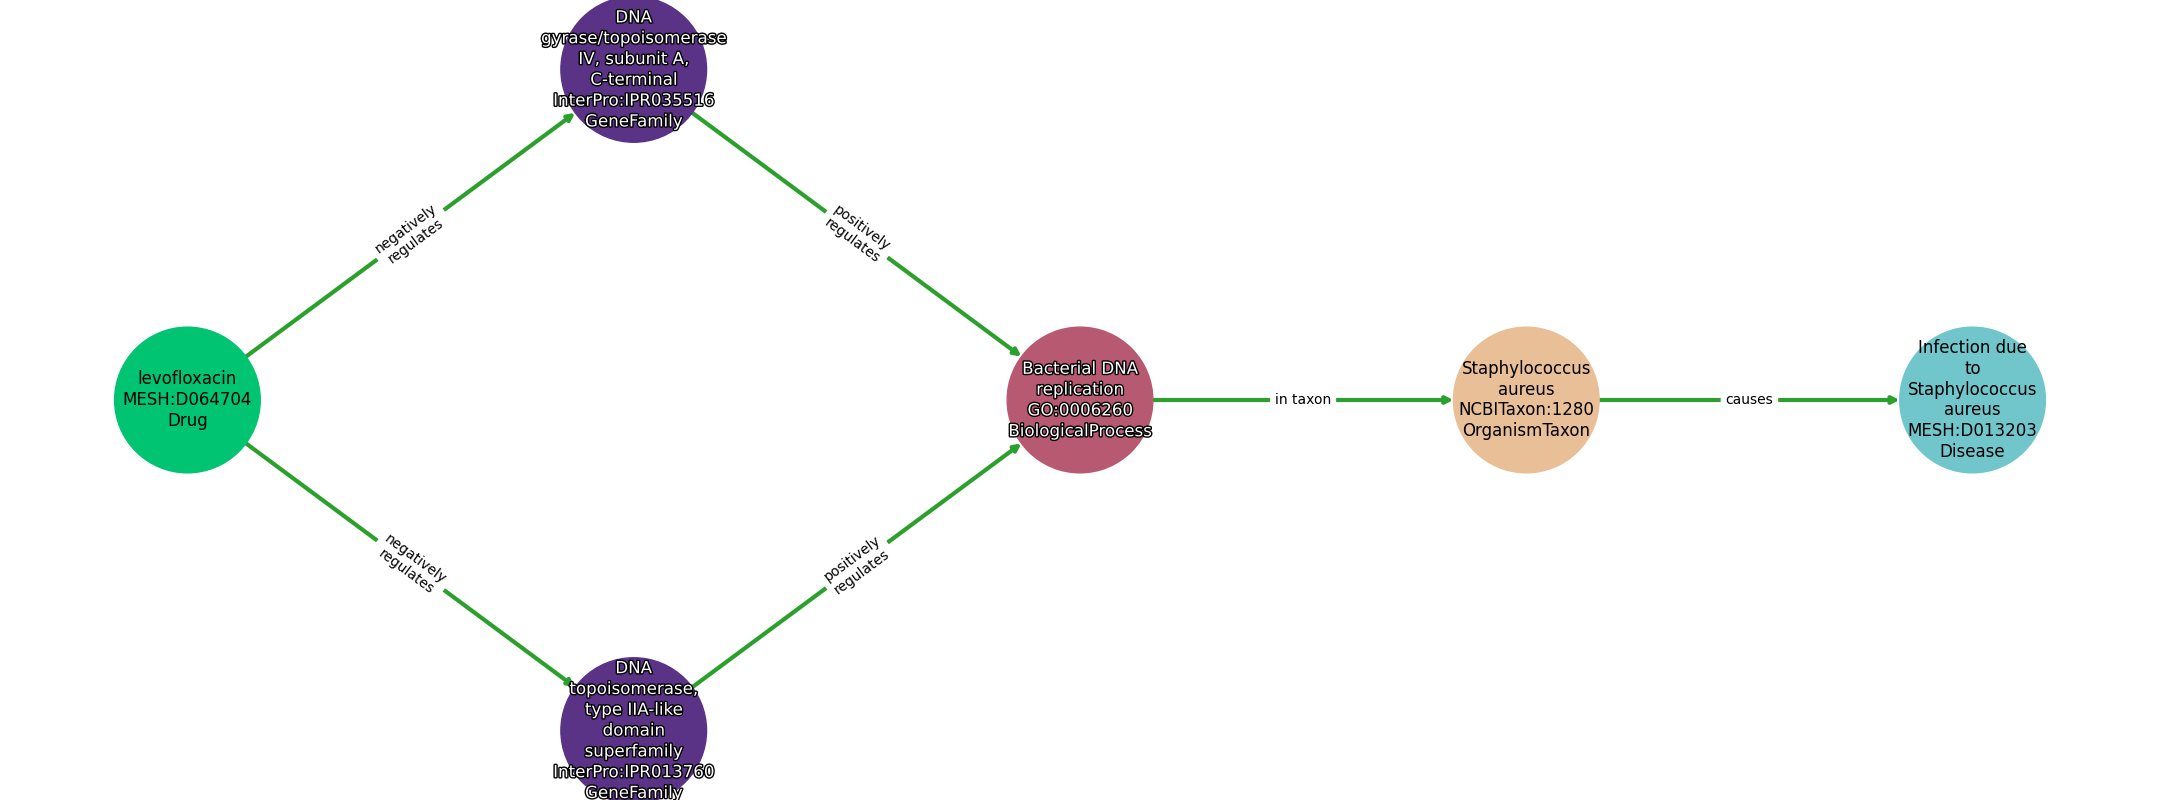 DNA
gyrase/topoisomerase
IV, subunit A,
C-terminal
InterPro:IPR035516
GeneFamily
negatively
regulates
positively
regulates
levofloxacin
MESH:D064704
Drug
Bacterial DNA
replication
GO:0006260
BiologicalProcess
in taxon
Staphylococcus
aureus
NCBITaxon:1280
OrganismTaxon
causes
Infection due
to
Staphylococcus
aureus
MESH:D013203
Disease
negatively
regulates
positively
regulates
DNA
topoisomerase,
type IIA-like
domain
superfamily
InterPro:IPR013760
GeneFamily